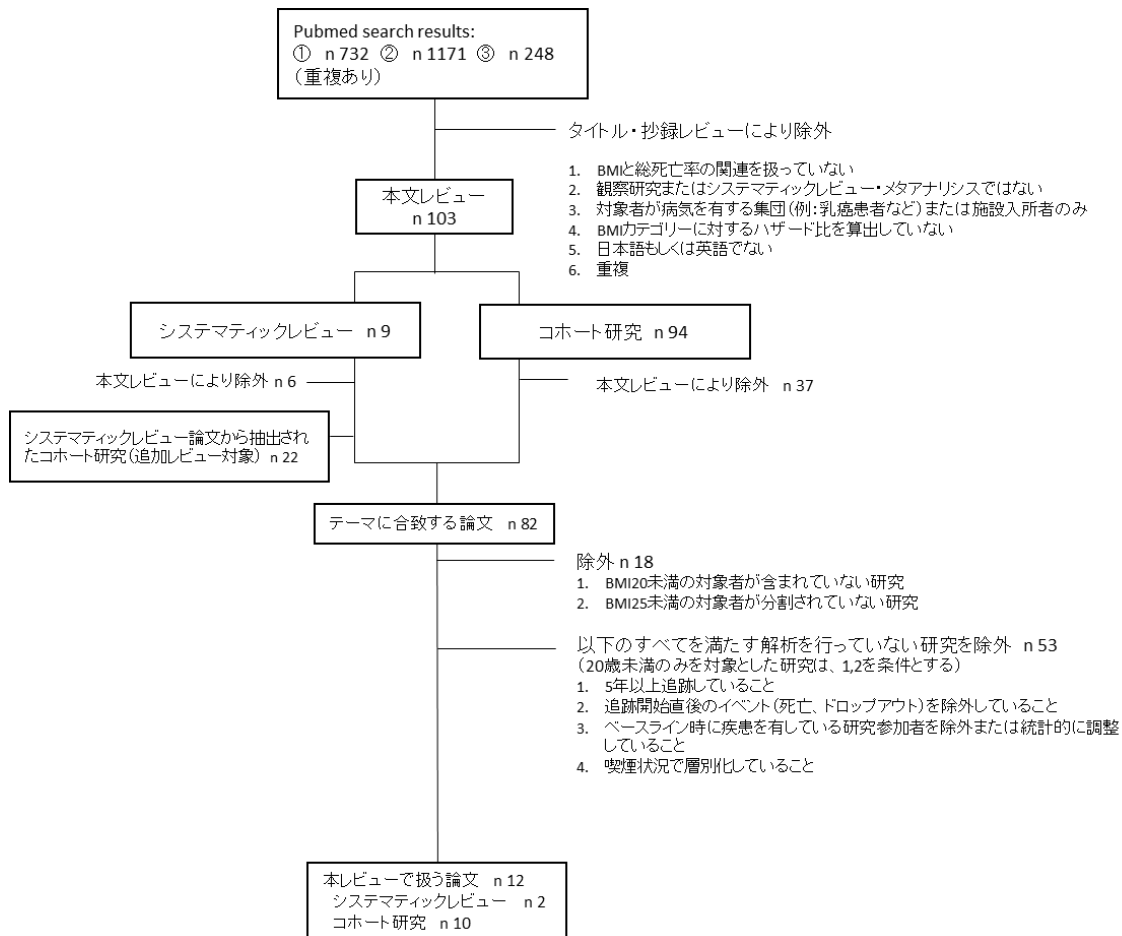 Pubmed search results:
① n 732 ② n 1171 ③ n 248
（重複あり）
タイトル・抄録レビューにより除外
1. BMIと総死亡率の関連を扱っていない
2. 観察研究またはシステマティックレビュー・メタアナリシスではない
3. 対象者が病気を有する集団（例：乳癌患者など）または施設入所者のみ
4. BMIカテゴリーに対するハザード比を算出していない
5. 日本語もしくは英語でない
6. 重複
本文レビュー
n 103
システマティックレビュー n 9
コホート研究 n 94
本文レビューにより除外 n 6
本文レビューにより除外 n 37
システマティックレビュー論文から抽出され
たコホート研究（追加レビュー対象） n 22
テーマに合致する論文 n 82
除外 n 18
1. BMI20未満の対象者が含まれていない研究
2. BMI25未満の対象者が分割されていない研究
以下のすべてを満たす解析を行っていない研究を除外 n 53
（20歳未満のみを対象とした研究は、1,2を条件とする）
1. 5年以上追跡していること
2. 追跡開始直後のイベント（死亡、ドロップアウト）を除外していること
3. ベースライン時に疾患を有している研究参加者を除外または統計的に調整
していること
4. 喫煙状況で層別化していること
本レビューで扱う論文 n 12
システマティックレビュー n 2
コホート研究 n 10